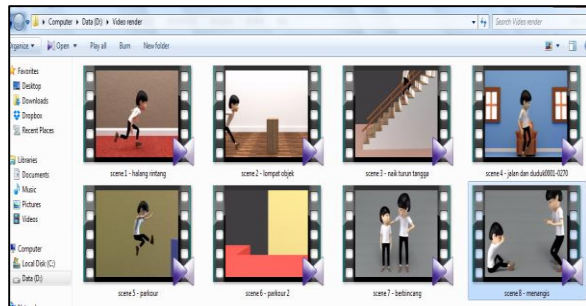 Computer ▸ Data (D:) ▸ Video render
Search Video render
Organize ▾ Open ▾ Play all Burn New folder
Favorites
Desktop
Downloads
Dropbox
Recent Places
Libraries
Documents
Music
Pictures
Videos
Computer
Local Disk (C:)
Data (D:)
scene 1 - halang rintang
scene 2 - lompat objek
scene 3 - naik turun tangga
scene 4 - jalan dan duduk0001-0270
scene 5 - parkour
scene 6 - parkour 2
scene 7 - berbincang
scene 8 - menangis